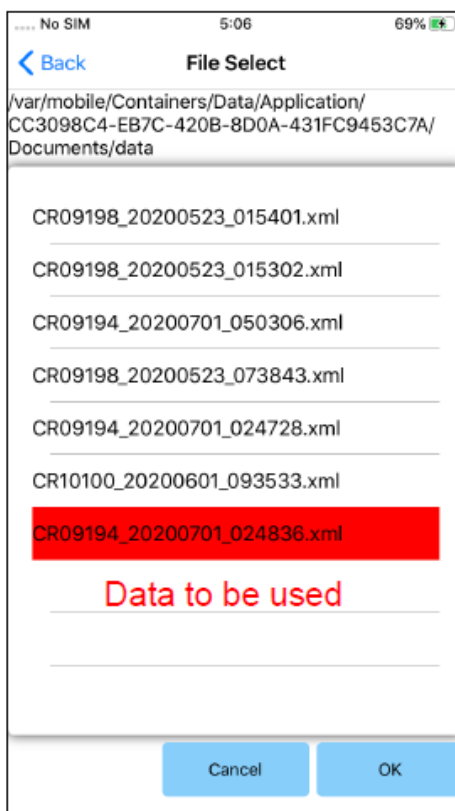 .... No SIM 5:06 69%
Back File Select
/var/mobile/Containers/Data/Application/
CC3098C4-EB7C-420B-8D0A-431FC9453C7A/
Documents/data
CR09198_20200523_015401.xml
CR09198_20200523_015302.xml
CR09194_20200701_050306.xml
CR09198_20200523_073843.xml
CR09194_20200701_024728.xml
CR10100_20200601_093533.xml
CR09194_20200701_024836.xml
Data to be used
Cancel OK